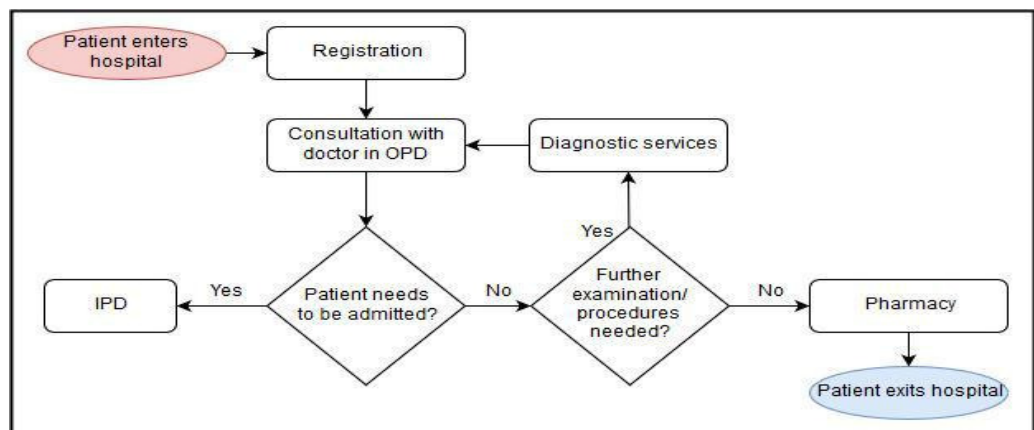 Patient enters
hospital
Registration
Consultation with
doctor in OPD
Diagnostic services
Yes
IPD
Yes
Patient needs
to be admitted?
No
Further
examination/
procedures
needed?
No
Pharmacy
Patient exits hospital